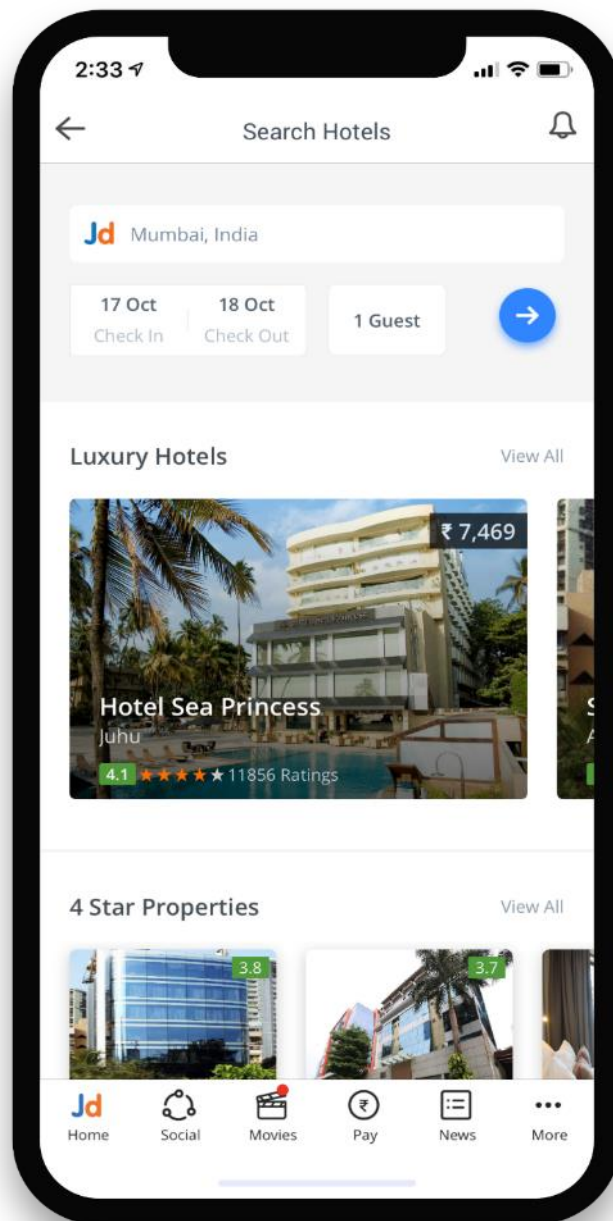 2:33
Search Hotels
Jd Mumbai, India
17 Oct 18 Oct 1 Guest
Check In Check Out
Luxury Hotels View All
₹ 7,469
Hotel Sea Princess
Juhu
4.1 11856 Ratings
4 Star Properties View All
3.8 3.7
Jd ₹
Home Social Movies Pay News More